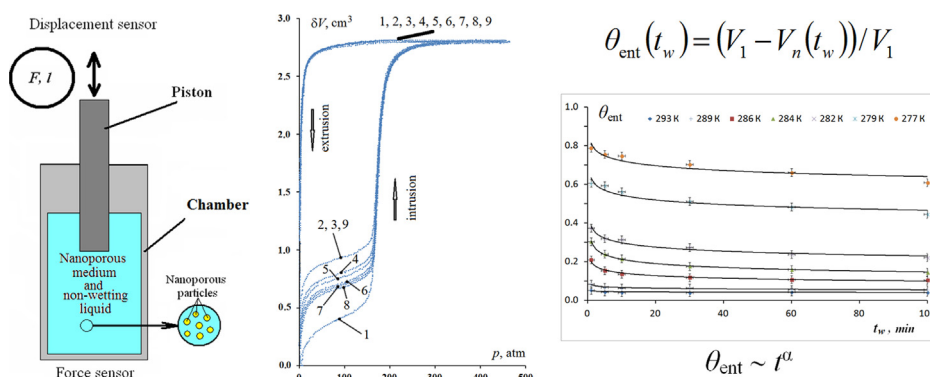 Displacement sensor
F, l
Piston
Chamber
Nanoporous
medium
and
non-wetting
liquid
Nanoporous
particles
Force sensor
δV, cm³
3.0
2.5
2.0
1.5
1.0
0.5
0.0
1, 2, 3, 4, 5, 6, 7, 8, 9
extrusion
intrusion
2, 3, 9
5
4
6
7
8
1
0
100
200
300
400
500
p, atm
θent(tw) = (V1 − Vn(tw))/V1
θent
293 K
289 K
286 K
284 K
282 K
279 K
277 K
1.0
0.8
0.6
0.4
0.2
0.0
0
20
40
60
80
100
tw, min
θent ~ tα